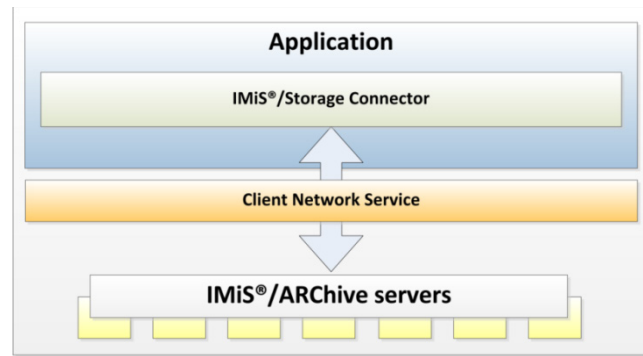 Application
IMiS®/Storage Connector
Client Network Service
IMiS®/ARChive servers